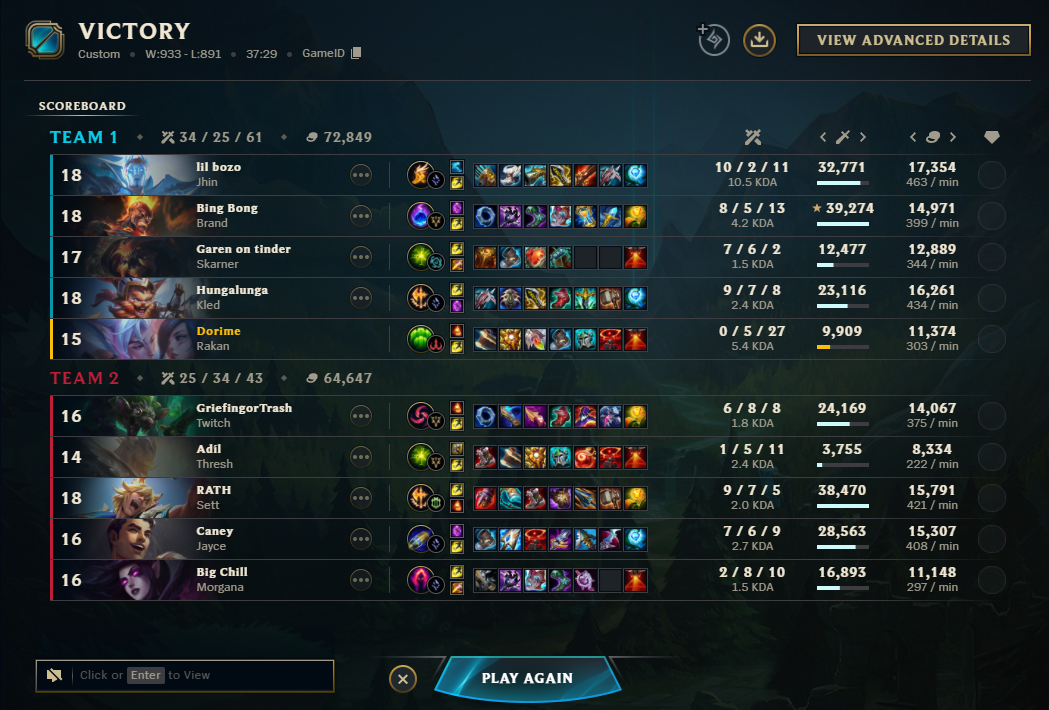 VICTORY
Custom • W:933 - L:891 • 37:29 • GameID
VIEW ADVANCED DETAILS
SCOREBOARD
TEAM 1 • 34 / 25 / 61 • 72,849
18 lil bozo 10 / 2 / 11 32,771 17,354
Jhin 10.5 KDA 463 / min
18 Bing Bong 8 / 5 / 13 39,274 14,971
Brand 4.2 KDA 399 / min
17 Garen on tinder 7 / 6 / 2 12,477 12,889
Skarner 1.5 KDA 344 / min
18 Hungalunga 9 / 7 / 8 23,116 16,261
Kled 2.4 KDA 434 / min
15 Dorime 0 / 5 / 27 9,909 11,374
Rakan 5.4 KDA 303 / min
TEAM 2 • 25 / 34 / 43 • 64,647
16 GriefingorTrash 6 / 8 / 8 24,169 14,067
Twitch 1.8 KDA 375 / min
14 Adil 1 / 5 / 11 3,755 8,334
Thresh 2.4 KDA 222 / min
18 RATH 9 / 7 / 5 38,470 15,791
Sett 2.0 KDA 421 / min
16 Caney 7 / 6 / 9 28,563 15,307
Jayce 2.7 KDA 408 / min
16 Big Chill 2 / 8 / 10 16,893 11,148
Morgana 1.5 KDA 297 / min
Click or Enter to View
PLAY AGAIN